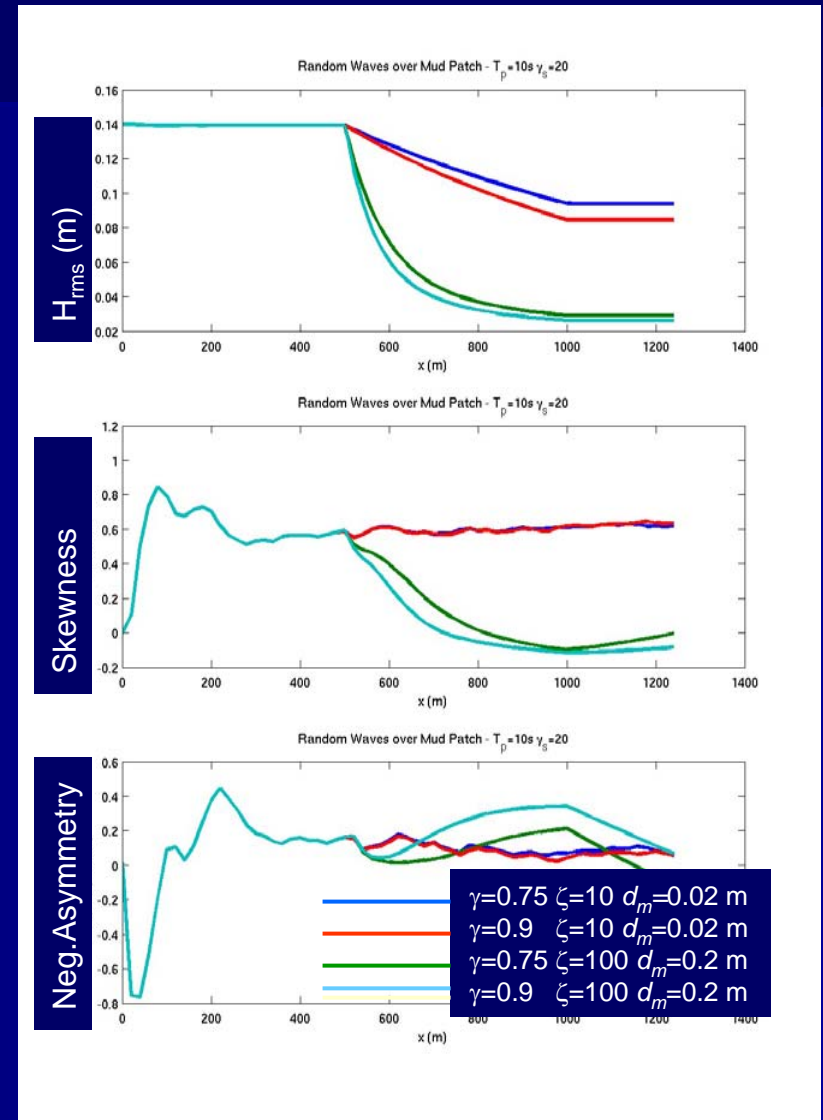 Random Waves over Mud Patch - Tp=10s γs=20
0.16
0.14
0.12
0.1
0.08
0.06
0.04
0.02
Hrms (m)
0 200 400 600 800 1000 1200 1400
x (m)
Random Waves over Mud Patch - Tp=10s γs=20
1.2
1
0.8
0.6
0.4
0.2
0
-0.2
Skewness
0 200 400 600 800 1000 1200 1400
x (m)
Random Waves over Mud Patch - Tp=10s γs=20
0.6
0.4
0.2
0
-0.2
-0.4
-0.6
-0.8
Neg.Asymmetry
γ=0.75 ζ=10 dm=0.02 m
γ=0.9 ζ=10 dm=0.02 m
γ=0.75 ζ=100 dm=0.2 m
γ=0.9 ζ=100 dm=0.2 m
0 200 400 600 800 1000 1200 1400
x (m)